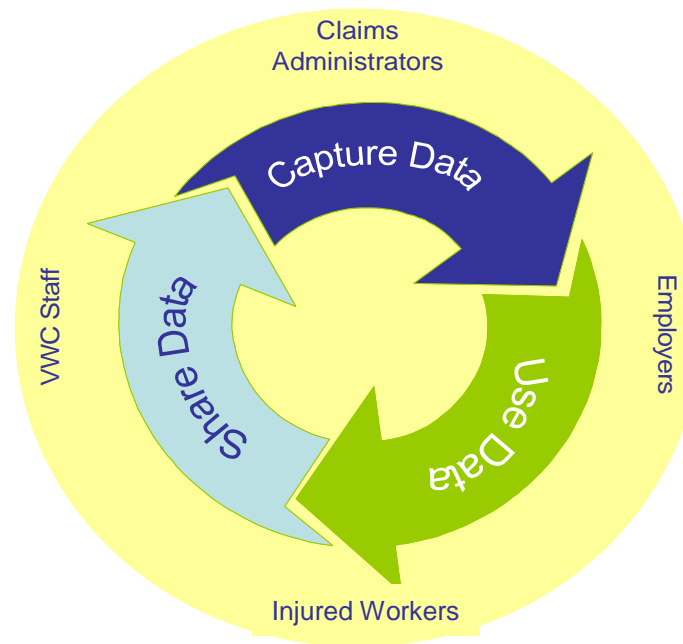 Claims
Administrators
Capture Data
VWC Staff
Share Data
Use Data
Employers
Injured Workers